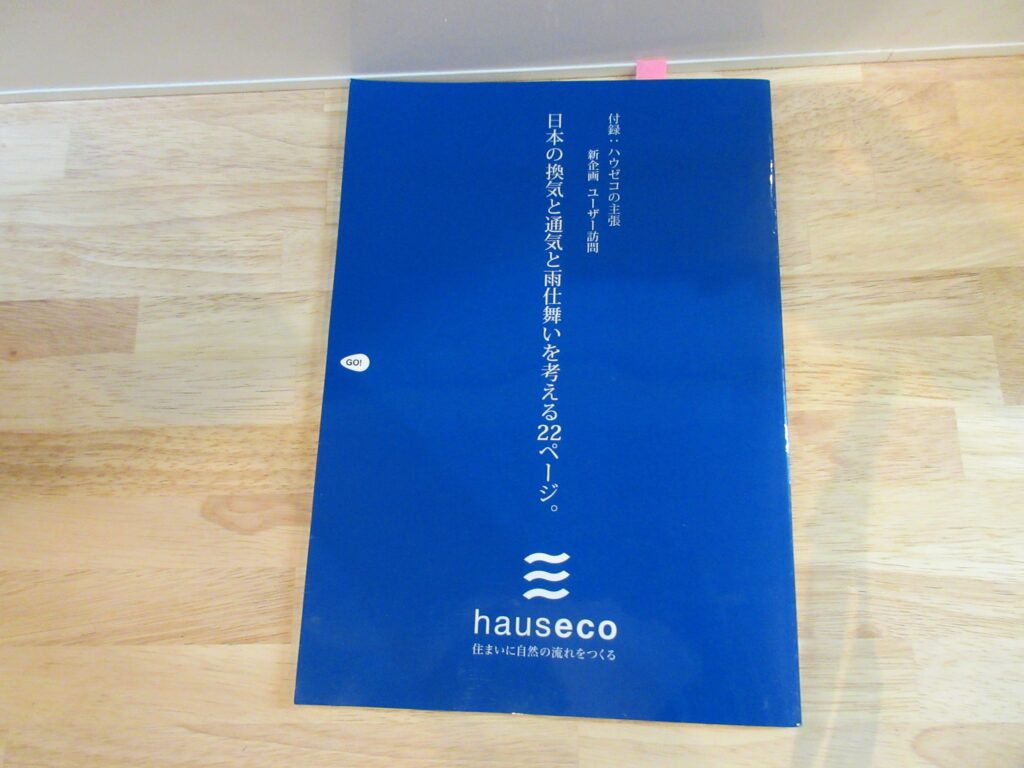 付録：ハウゼコの主張
新企画 ユーザー訪問
日本の換気と通気と雨仕舞いを考える22ページ。
GO!
hauseco
住まいに自然の流れをつくる